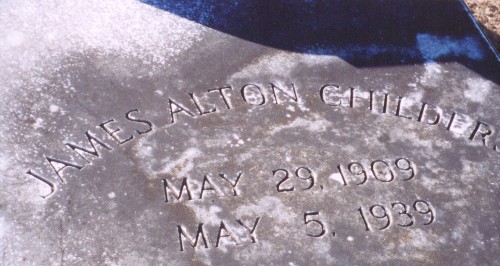 JAMES ALTON CHILDERS
MAY 29, 1909
MAY 5, 1939